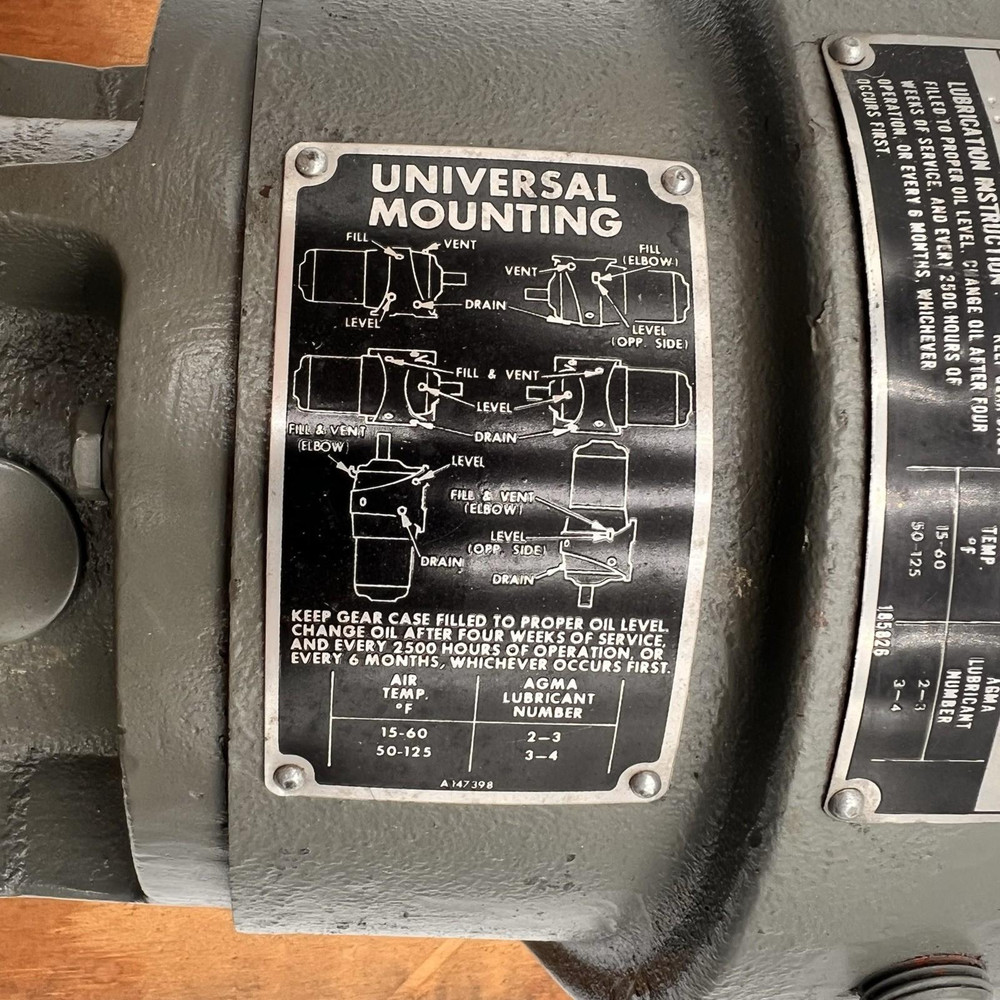 UNIVERSAL
MOUNTING
FILL
VENT
FILL
(ELBOW)
VENT
DRAIN
LEVEL
LEVEL
(OPP. SIDE)
FILL & VENT
LEVEL
DRAIN
FILL & VENT
(ELBOW)
LEVEL
FILL & VENT
(ELBOW)
LEVEL
(OPP. SIDE)
DRAIN
DRAIN
KEEP GEAR CASE FILLED TO PROPER OIL LEVEL.
CHANGE OIL AFTER FOUR WEEKS OF SERVICE,
AND EVERY 2500 HOURS OF OPERATION, OR
EVERY 6 MONTHS, WHICHEVER OCCURS FIRST.
AIR
TEMP.
°F
AGMA
LUBRICANT
NUMBER
15-60
2–3
50-125
3–4
A147398
LUBRICATION INSTRUCTION
FILLED TO PROPER OIL LEVEL. CHANGE OIL AFTER FOUR
WEEKS OF SERVICE, AND EVERY 2500 HOURS OF
OPERATION, OR EVERY 6 MONTHS, WHICHEVER
OCCURS FIRST.
TEMP.
°F
AGMA
LUBRICANT
NUMBER
15-60
2–3
50-125
3–4
185826